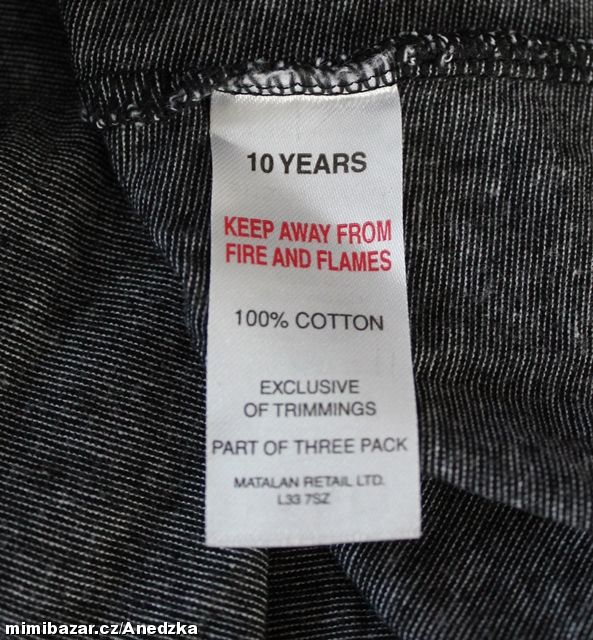 10 YEARS
KEEP AWAY FROM
FIRE AND FLAMES
100% COTTON
EXCLUSIVE
OF TRIMMINGS
PART OF THREE PACK
MATALAN RETAIL LTD.
L33 7SZ
mimibazar.cz/Anedzka